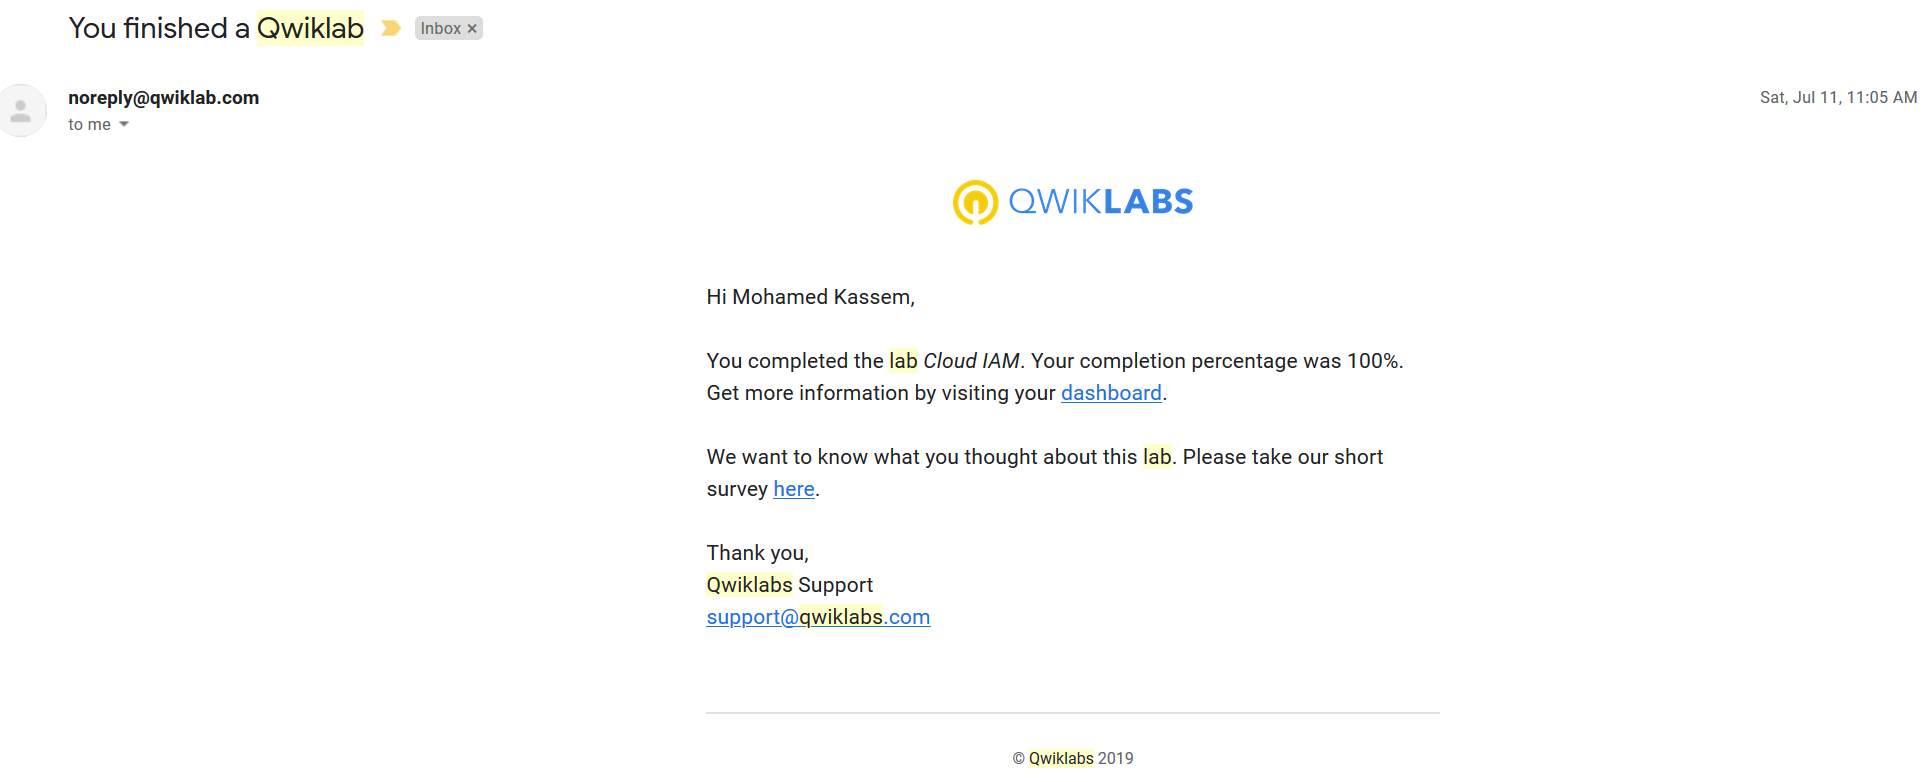 You finished a Qwiklab Inbox ×
noreply@qwiklab.com Sat, Jul 11, 11:05 AM
to me
QWIKLABS
Hi Mohamed Kassem,
You completed the lab Cloud IAM. Your completion percentage was 100%.
Get more information by visiting your dashboard.
We want to know what you thought about this lab. Please take our short
survey here.
Thank you,
Qwiklabs Support
support@qwiklabs.com
© Qwiklabs 2019